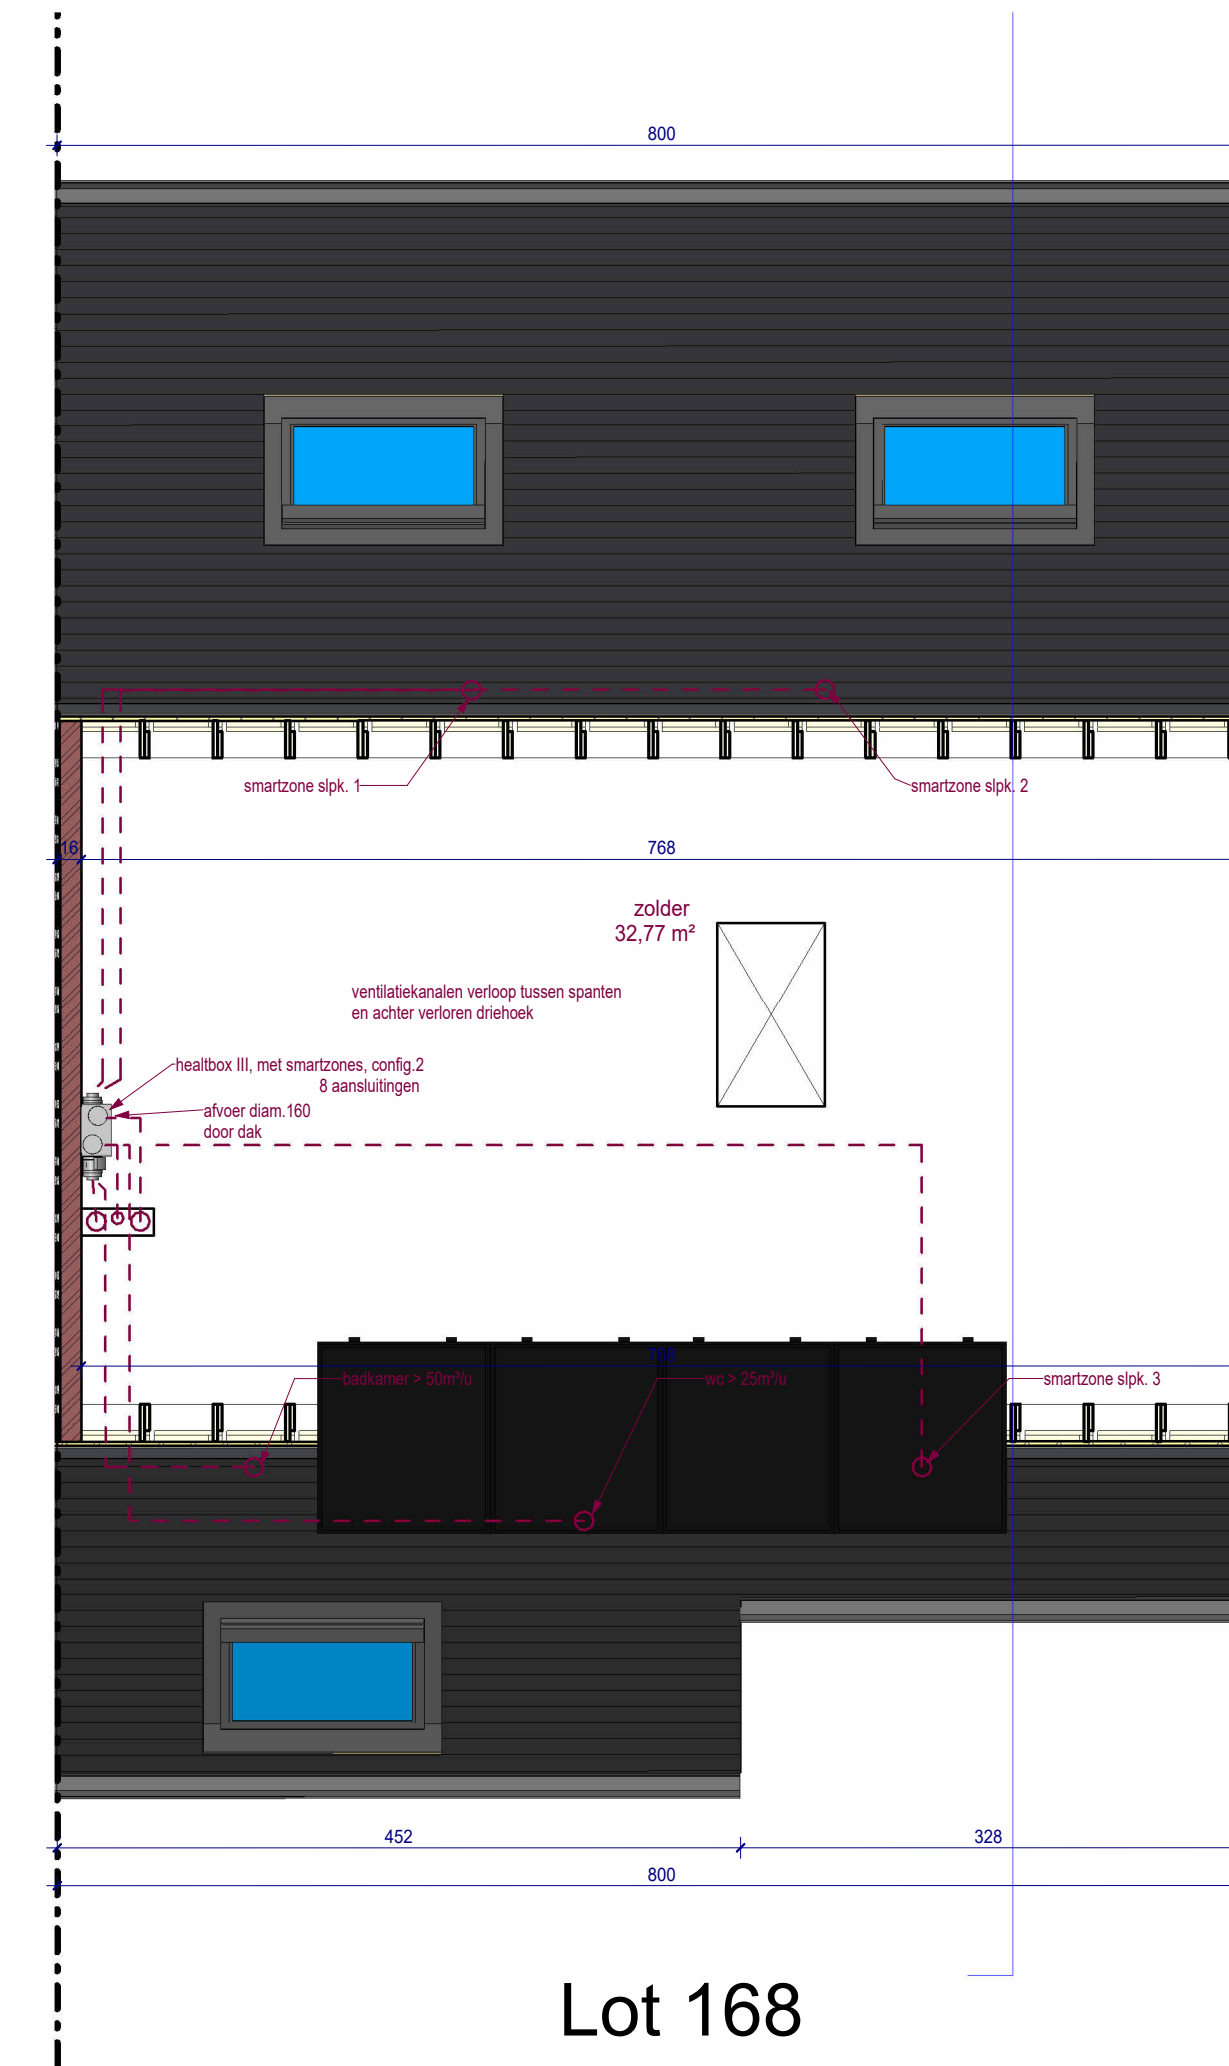 800
smartzone slpk. 1
smartzone slpk. 2
16
768
zolder
32,77 m²
ventilatiekanalen verloop tussen spanten
en achter verloren driehoek
healtbox III, met smartzones, config.2
8 aansluitingen
afvoer diam.160
door dak
768
badkamer > 50m³/u
wc > 25m³/u
smartzone slpk. 3
452
328
800
Lot 168